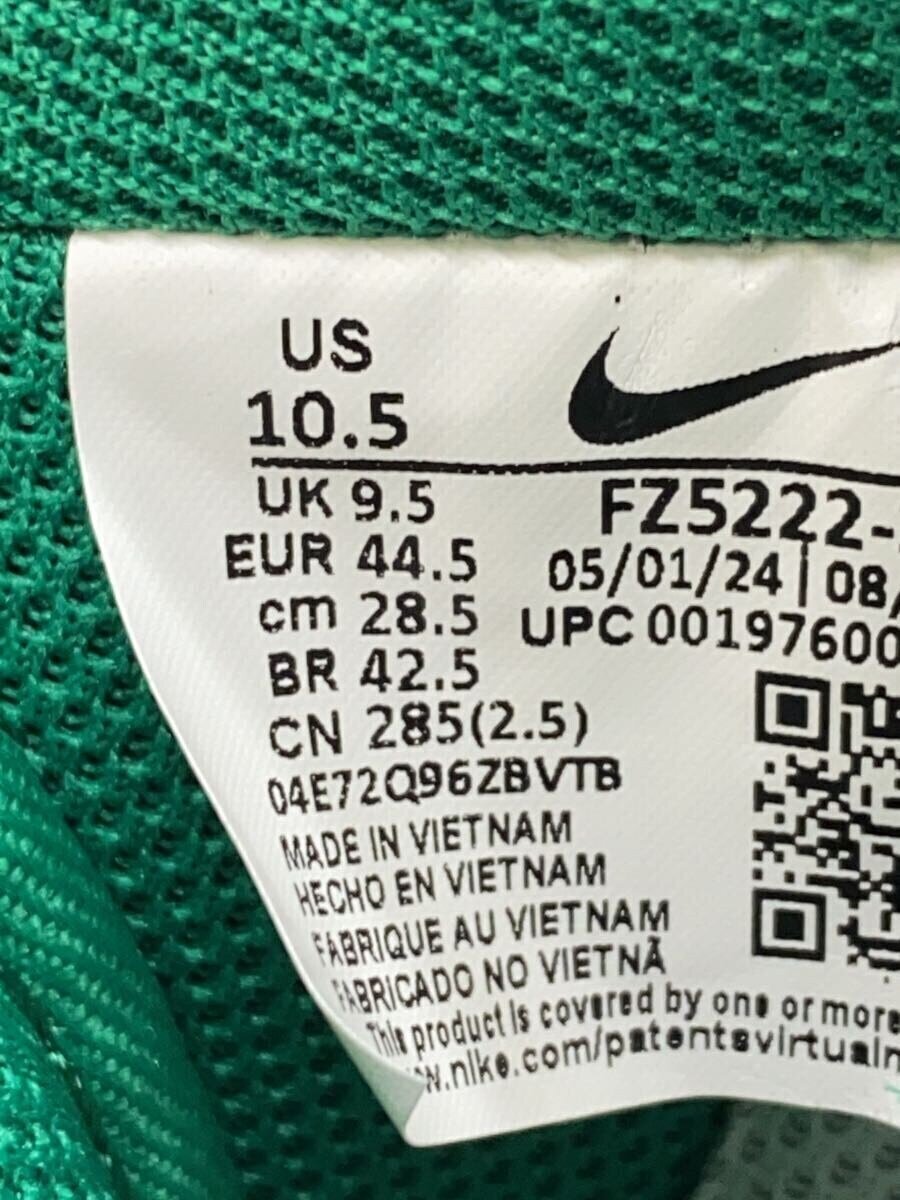 US
10.5
UK 9.5
EUR 44.5
cm 28.5
BR 42.5
CN 285(2.5)
04E72Q96ZBVTB
MADE IN VIETNAM
HECHO EN VIETNAM
FABRIQUE AU VIETNAM
FABRICADO NO VIETNÃ
This product is covered by one or more
.nike.com/patentsvirtual
FZ5222-
05/01/24 | 08/
UPC 00197600